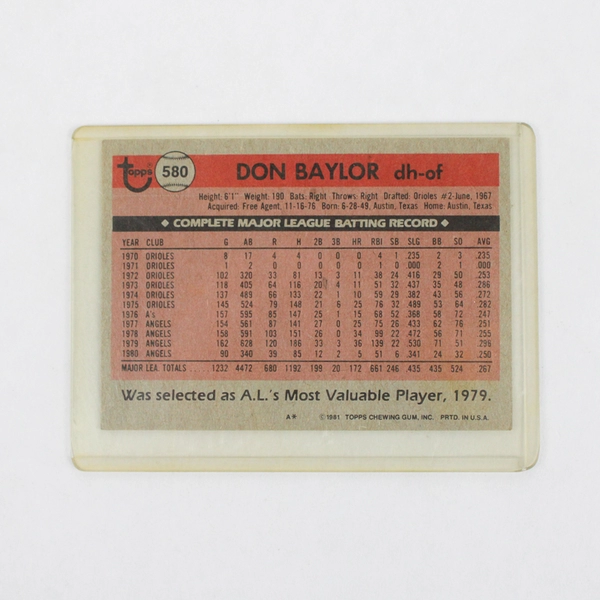 topps® 580 DON BAYLOR dh-of
Height: 6'1" Weight: 190 Bats: Right Throws: Right Drafted: Orioles #2-June, 1967
Acquired: Free Agent, 11-16-76 Born: 6-28-49, Austin, Texas Home: Austin, Texas
◆ COMPLETE MAJOR LEAGUE BATTING RECORD ◆
YEAR CLUB G AB R H 2B 3B HR RBI SB SLG BB SO AVG
1970 ORIOLES 8 17 4 4 0 0 0 4 1 .235 2 3 .235
1971 ORIOLES 1 2 0 0 0 0 0 1 0 .000 2 1 .000
1972 ORIOLES 102 320 33 81 13 3 11 38 24 .416 29 50 .253
1973 ORIOLES 118 405 64 116 20 4 11 51 32 .437 35 48 .286
1974 ORIOLES 137 489 66 133 22 1 10 59 29 .382 43 56 .272
1975 ORIOLES 145 524 79 148 21 6 25 76 32 .489 53 64 .282
1976 A's 157 595 85 147 25 1 15 68 52 .368 58 72 .247
1977 ANGELS 154 561 87 141 27 0 25 75 26 .433 62 76 .251
1978 ANGELS 158 591 103 151 26 0 34 99 22 .472 56 71 .255
1979 ANGELS 162 628 120 186 33 3 36 139 22 .530 71 51 .296
1980 ANGELS 90 340 39 85 12 2 5 51 6 .341 24 32 .250
MAJOR LEA. TOTALS 1232 4472 680 1192 199 20 172 661 246 .435 435 524 .267
Was selected as A.L.'s Most Valuable Player, 1979.
A* © 1981 TOPPS CHEWING GUM, INC. PRTD. IN U.S.A.